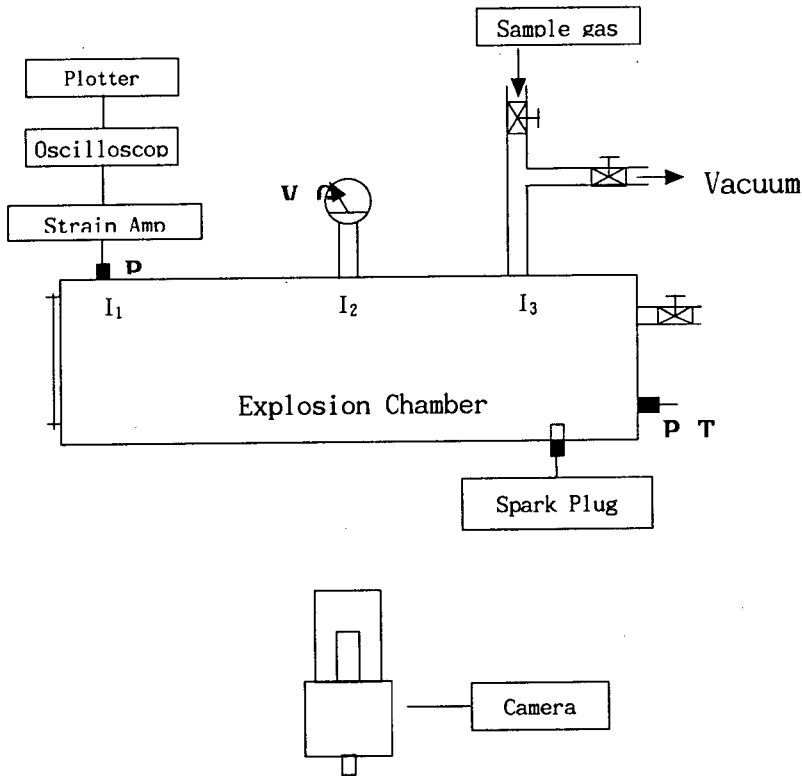 Sample gas
Plotter
Oscilloscop
Strain Amp
Vacuum
P
I₁
I₂
I₃
Explosion Chamber
P T
Spark Plug
Camera